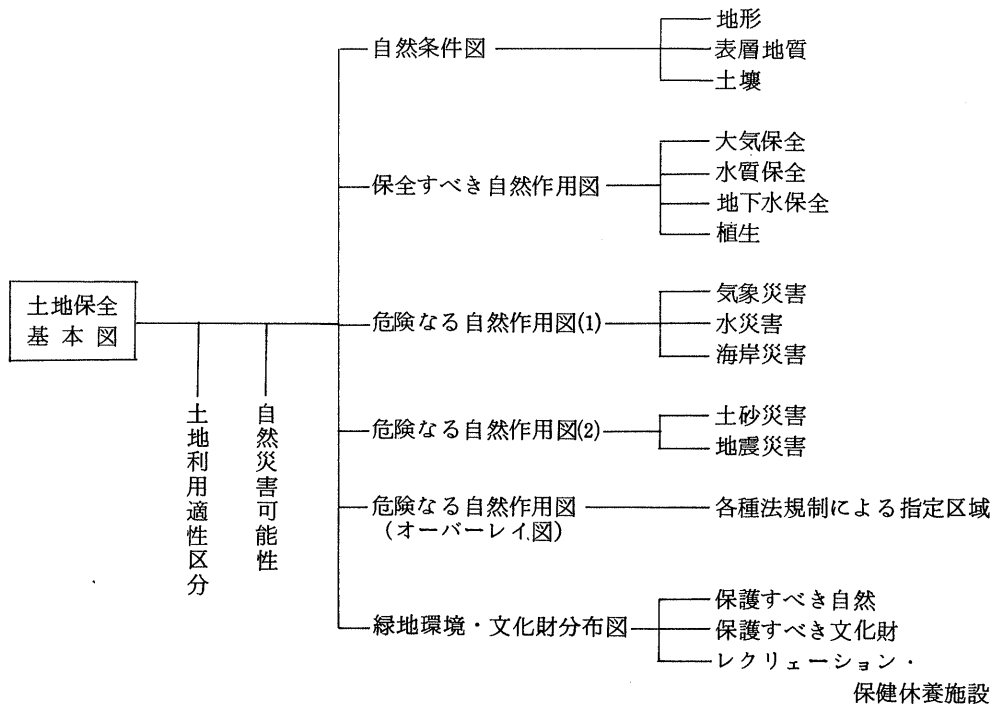 土地保全
基本図
土地利用適性区分
自然災害可能性
自然条件図
地形
表層地質
土壌
保全すべき自然作用図
大気保全
水質保全
地下水保全
植生
危険なる自然作用図(1)
気象災害
水災害
海岸災害
危険なる自然作用図(2)
土砂災害
地震災害
危険なる自然作用図
(オーバーレイ図)
各種法規制による指定区域
緑地環境・文化財分布図
保護すべき自然
保護すべき文化財
レクリェーション・
保健休養施設